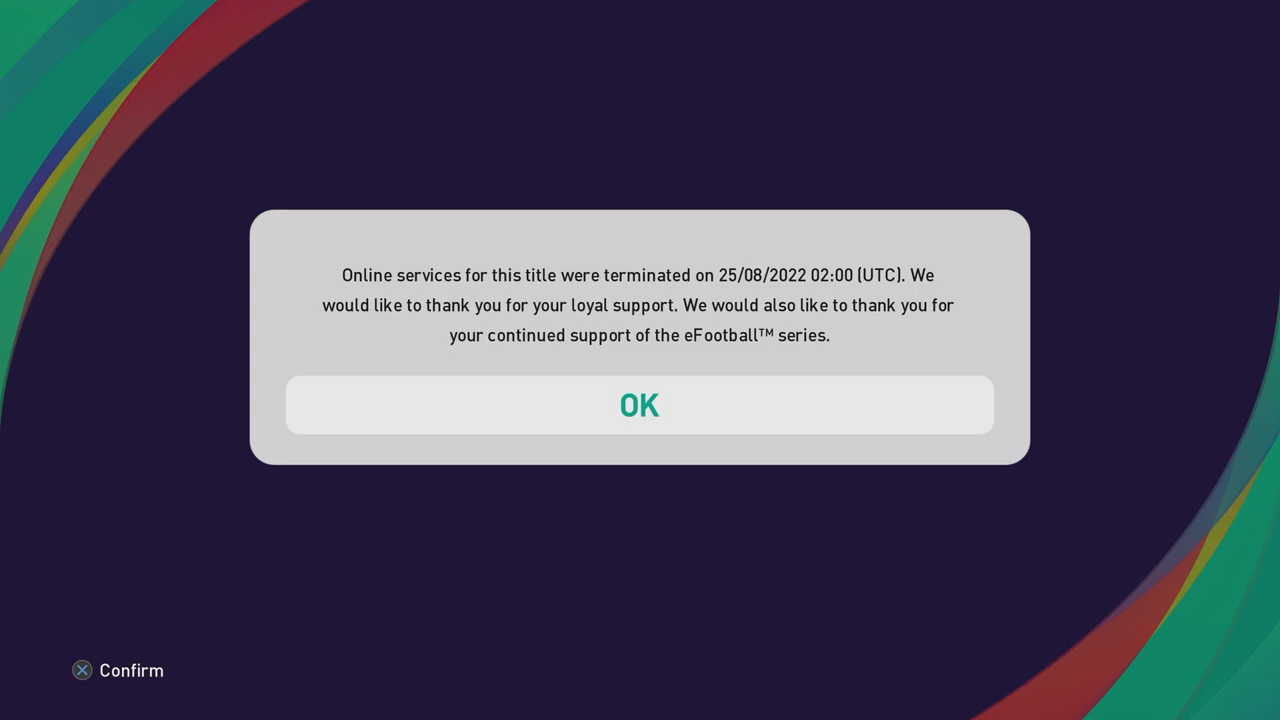 Online services for this title were terminated on 25/08/2022 02:00 (UTC). We
would like to thank you for your loyal support. We would also like to thank you for
your continued support of the eFootball™ series.
OK
Confirm